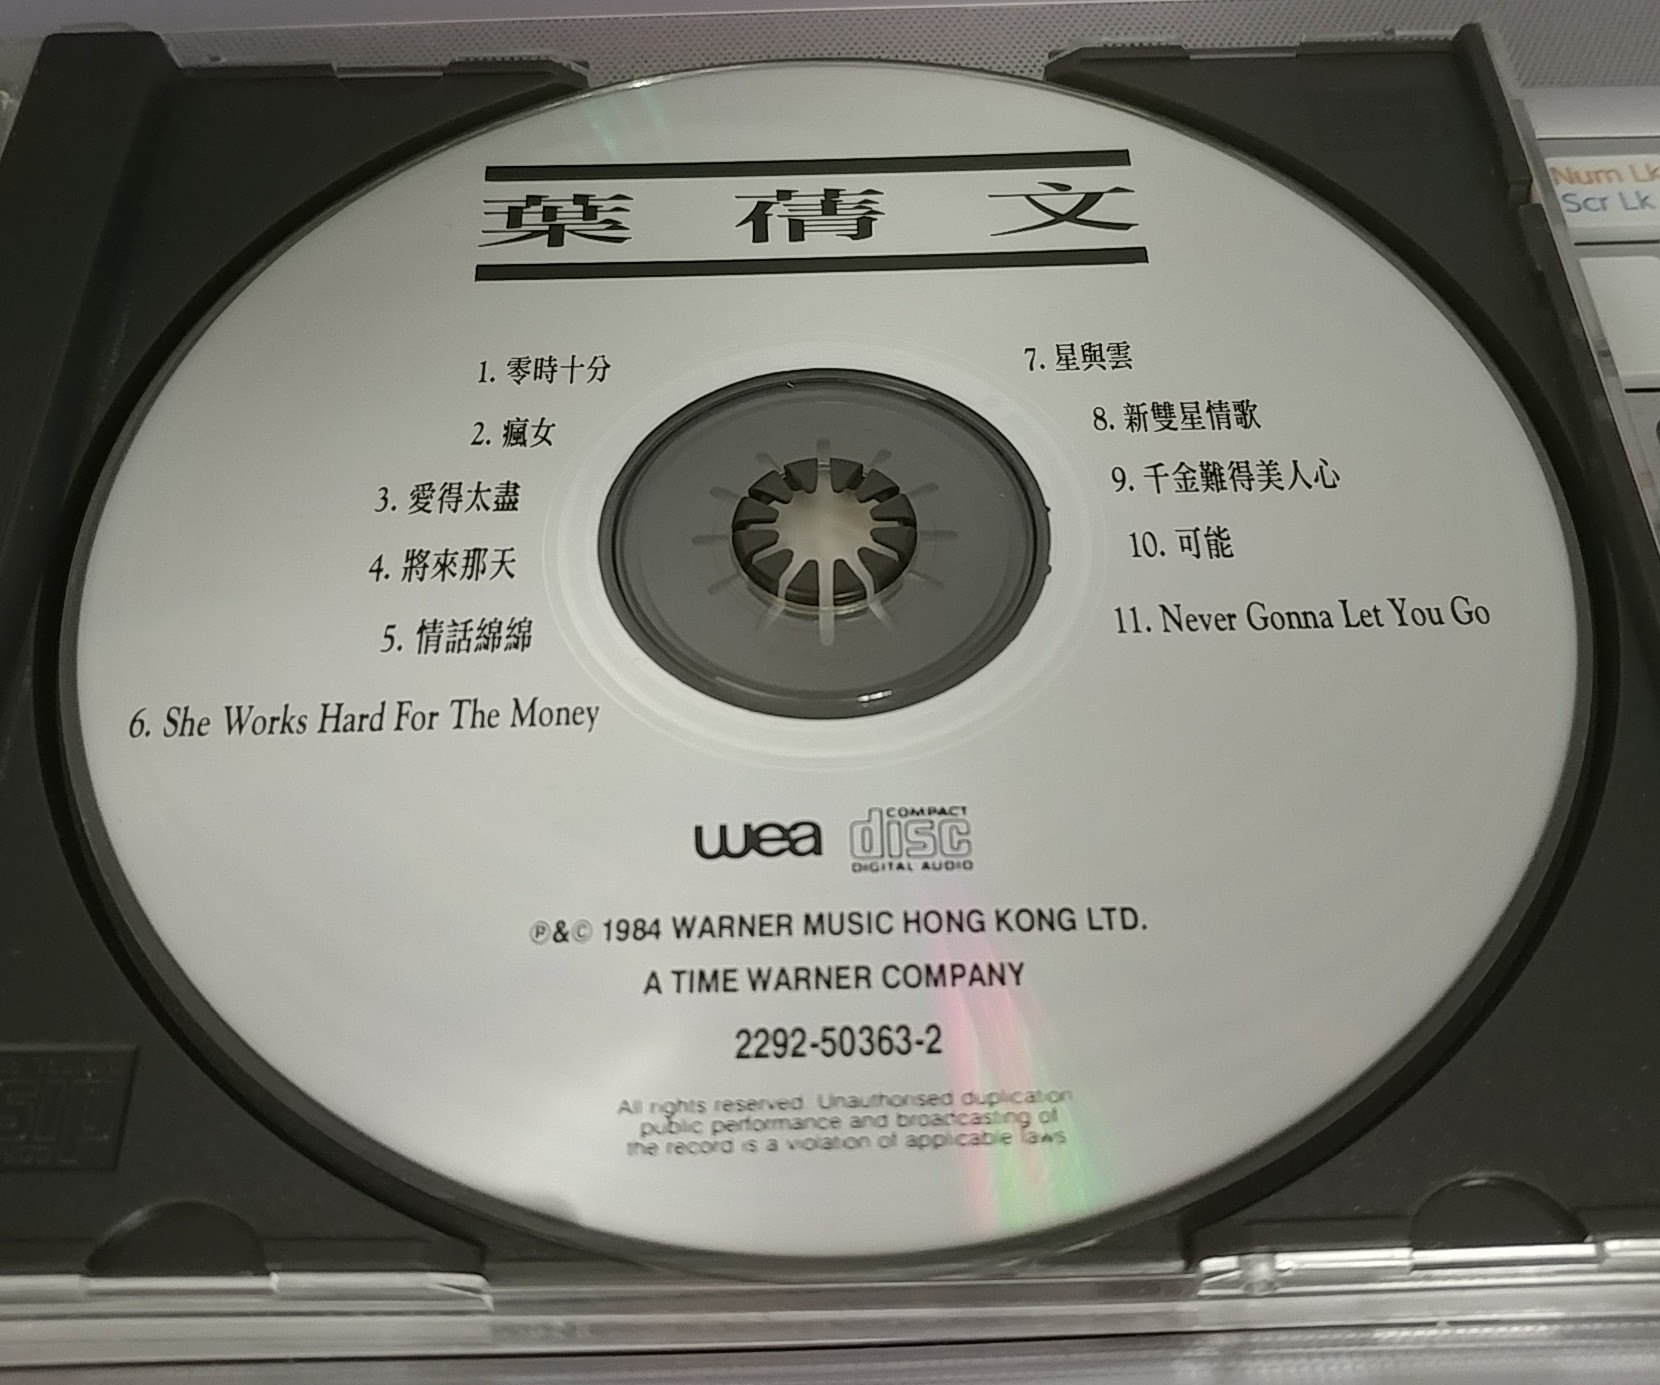 葉蒨文
1. 零時十分
2. 瘋女
3. 愛得太盡
4. 將來那天
5. 情話綿綿
6. She Works Hard For The Money
7. 星與雲
8. 新雙星情歌
9. 千金難得美人心
10. 可能
11. Never Gonna Let You Go
wea
COMPACT
disc
DIGITAL AUDIO
℗&© 1984 WARNER MUSIC HONG KONG LTD.
A TIME WARNER COMPANY
2292-50363-2
All rights reserved. Unauthorised duplication
public performance and broadcasting of
the record is a violation of applicable laws
Num Lk
Scr Lk